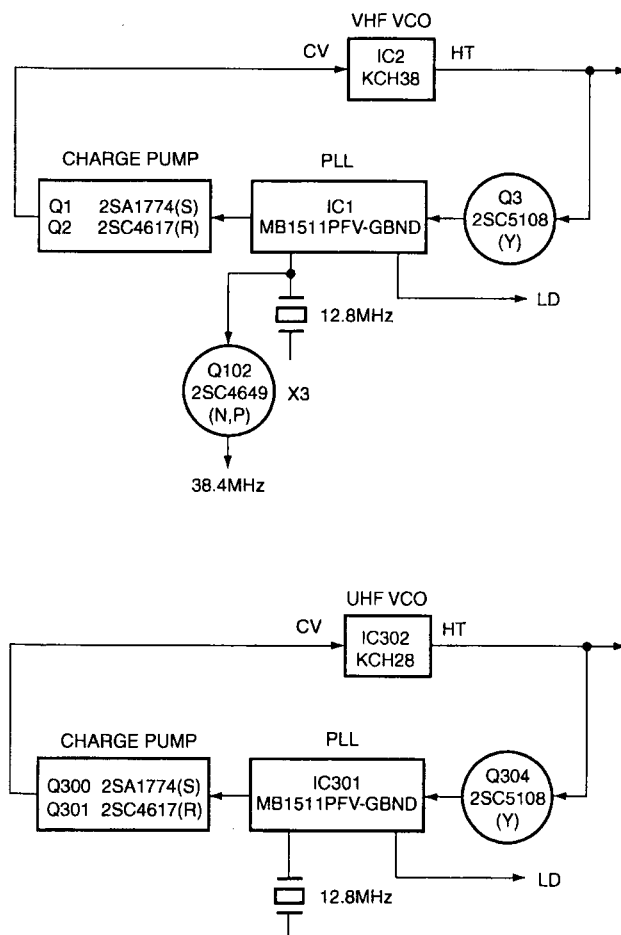 VHF VCO
CV
IC2
KCH38
HT
CHARGE PUMP
Q1 2SA1774(S)
Q2 2SC4617(R)
PLL
IC1
MB1511PFV-GBND
Q3
2SC5108
(Y)
LD
12.8MHz
Q102
2SC4649
(N,P)
X3
38.4MHz
UHF VCO
CV
IC302
KCH28
HT
CHARGE PUMP
Q300 2SA1774(S)
Q301 2SC4617(R)
PLL
IC301
MB1511PFV-GBND
Q304
2SC5108
(Y)
LD
12.8MHz